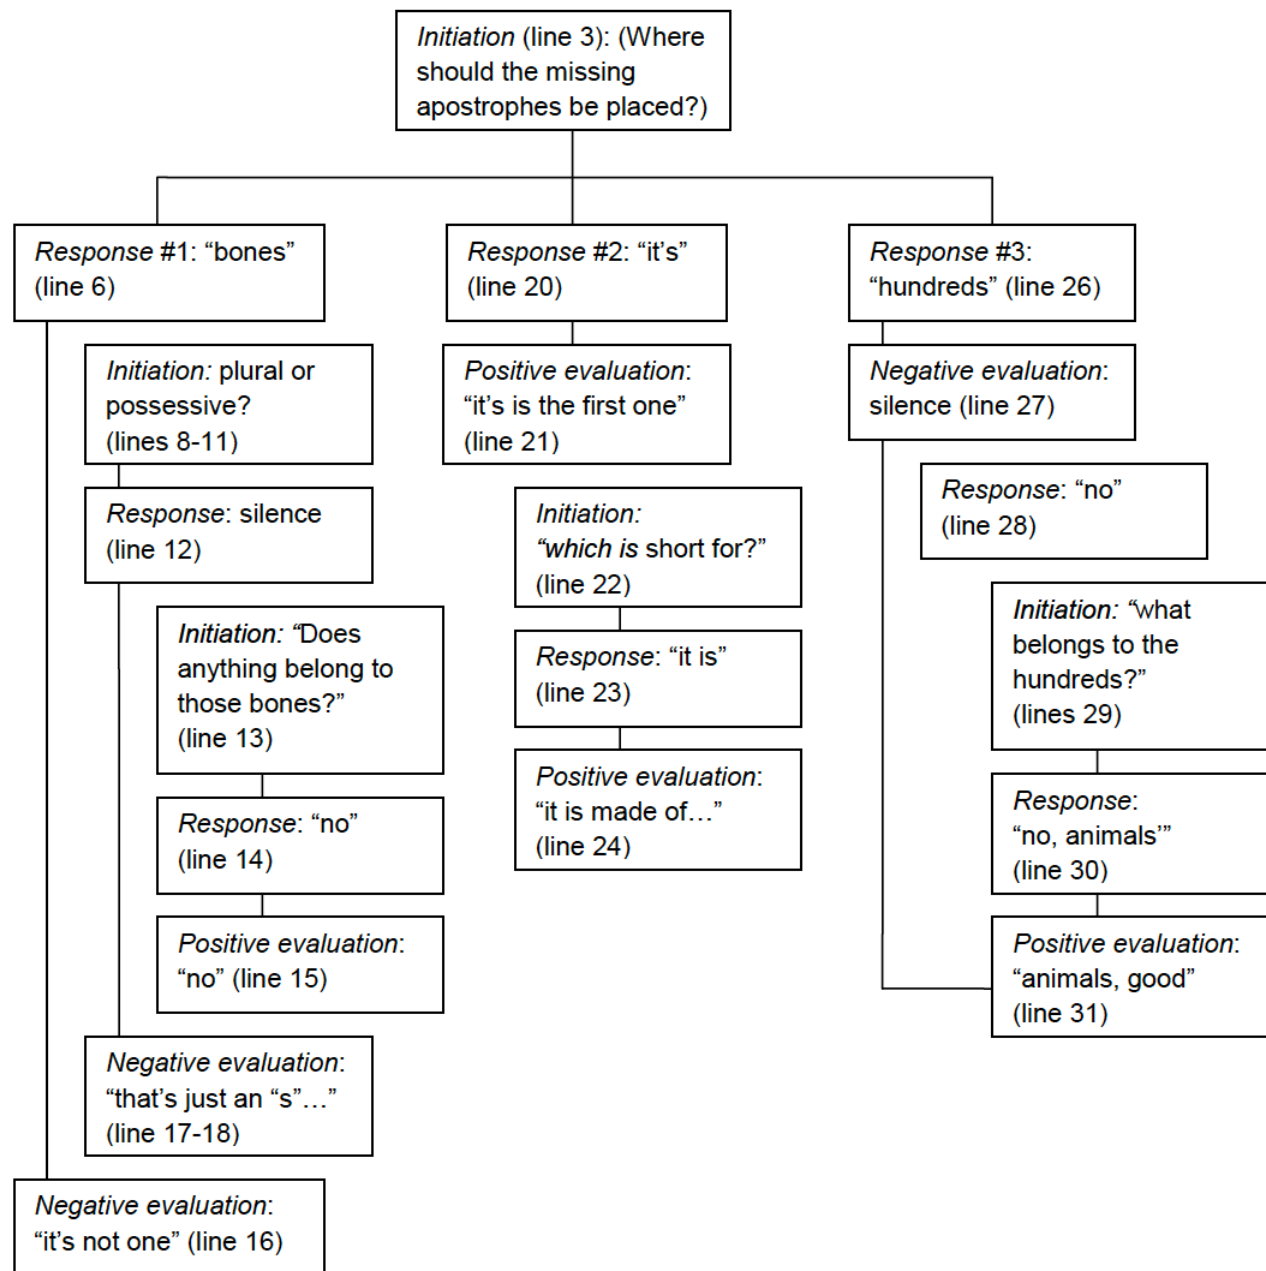 Initiation (line 3): (Where
should the missing
apostrophes be placed?)
Response #1: “bones”
(line 6)
Initiation: plural or
possessive?
(lines 8-11)
Response: silence
(line 12)
Initiation: “Does
anything belong to
those bones?”
(line 13)
Response: “no”
(line 14)
Positive evaluation:
“no” (line 15)
Negative evaluation:
“that’s just an “s”…”
(line 17-18)
Negative evaluation:
“it’s not one” (line 16)
Response #2: “it’s”
(line 20)
Positive evaluation:
“it’s is the first one”
(line 21)
Initiation:
“which is short for?”
(line 22)
Response: “it is”
(line 23)
Positive evaluation:
“it is made of…”
(line 24)
Response #3:
“hundreds” (line 26)
Negative evaluation:
silence (line 27)
Response: “no”
(line 28)
Initiation: “what
belongs to the
hundreds?”
(lines 29)
Response:
“no, animals’”
(line 30)
Positive evaluation:
“animals, good”
(line 31)